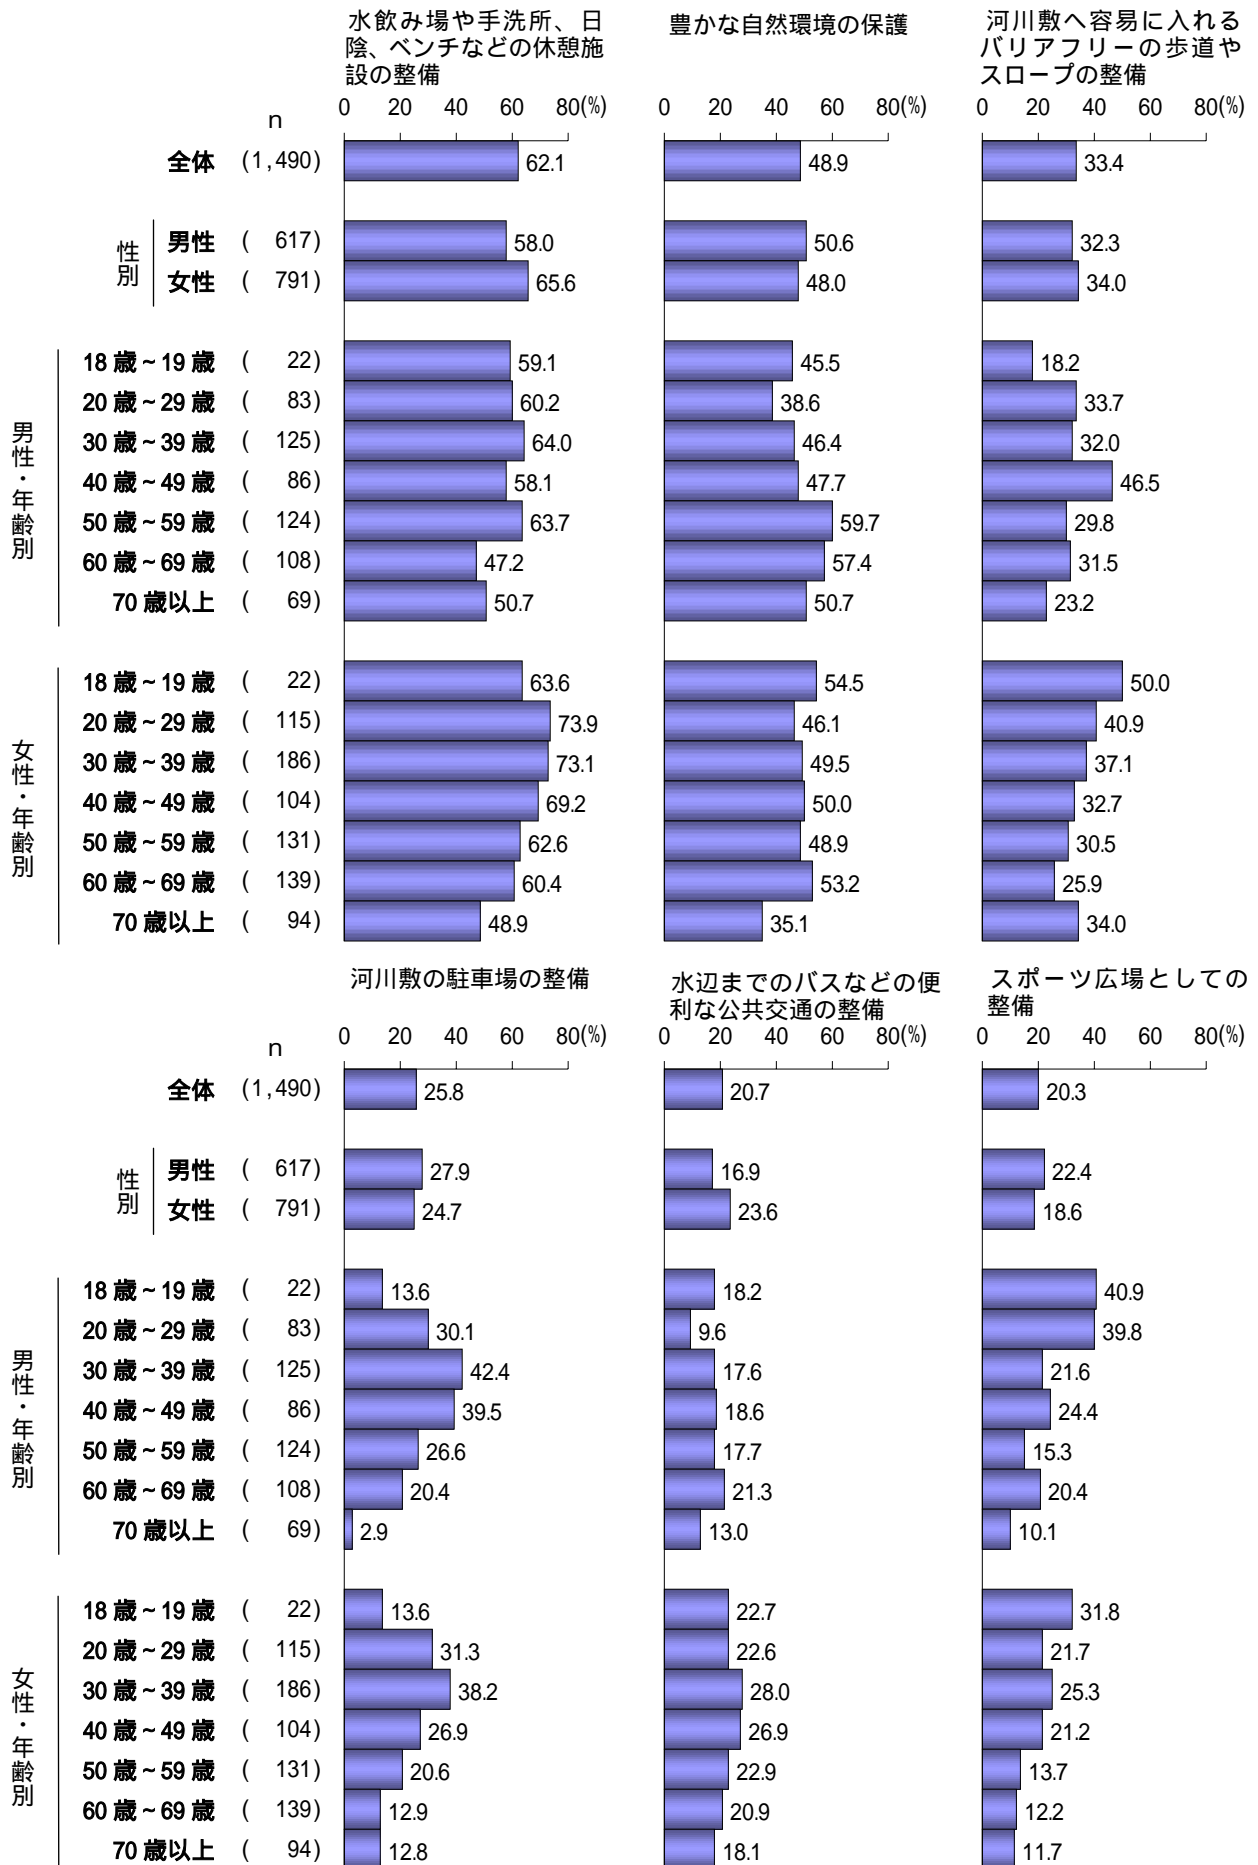 水飲み場や手洗所、日
陰、ベンチなどの休憩施
設の整備
豊かな自然環境の保護
河川敷へ容易に入れる
バリアフリーの歩道や
スロープの整備
n 0 20 40 60 80(%) 0 20 40 60 80(%) 0 20 40 60 80(%)
全体 (1,490) 62.1 48.9 33.4
性別
男性 ( 617) 58.0 50.6 32.3
女性 ( 791) 65.6 48.0 34.0
男性・年齢別
18歳~19歳 ( 22) 59.1 45.5 18.2
20歳~29歳 ( 83) 60.2 38.6 33.7
30歳~39歳 ( 125) 64.0 46.4 32.0
40歳~49歳 ( 86) 58.1 47.7 46.5
50歳~59歳 ( 124) 63.7 59.7 29.8
60歳~69歳 ( 108) 47.2 57.4 31.5
70歳以上 ( 69) 50.7 50.7 23.2
女性・年齢別
18歳~19歳 ( 22) 63.6 54.5 50.0
20歳~29歳 ( 115) 73.9 46.1 40.9
30歳~39歳 ( 186) 73.1 49.5 37.1
40歳~49歳 ( 104) 69.2 50.0 32.7
50歳~59歳 ( 131) 62.6 48.9 30.5
60歳~69歳 ( 139) 60.4 53.2 25.9
70歳以上 ( 94) 48.9 35.1 34.0
河川敷の駐車場の整備
水辺までのバスなどの便
利な公共交通の整備
スポーツ広場としての
整備
n 0 20 40 60 80(%) 0 20 40 60 80(%) 0 20 40 60 80(%)
全体 (1,490) 25.8 20.7 20.3
性別
男性 ( 617) 27.9 16.9 22.4
女性 ( 791) 24.7 23.6 18.6
男性・年齢別
18歳~19歳 ( 22) 13.6 18.2 40.9
20歳~29歳 ( 83) 30.1 9.6 39.8
30歳~39歳 ( 125) 42.4 17.6 21.6
40歳~49歳 ( 86) 39.5 18.6 24.4
50歳~59歳 ( 124) 26.6 17.7 15.3
60歳~69歳 ( 108) 20.4 21.3 20.4
70歳以上 ( 69) 2.9 13.0 10.1
女性・年齢別
18歳~19歳 ( 22) 13.6 22.7 31.8
20歳~29歳 ( 115) 31.3 22.6 21.7
30歳~39歳 ( 186) 38.2 28.0 25.3
40歳~49歳 ( 104) 26.9 26.9 21.2
50歳~59歳 ( 131) 20.6 22.9 13.7
60歳~69歳 ( 139) 12.9 20.9 12.2
70歳以上 ( 94) 12.8 18.1 11.7